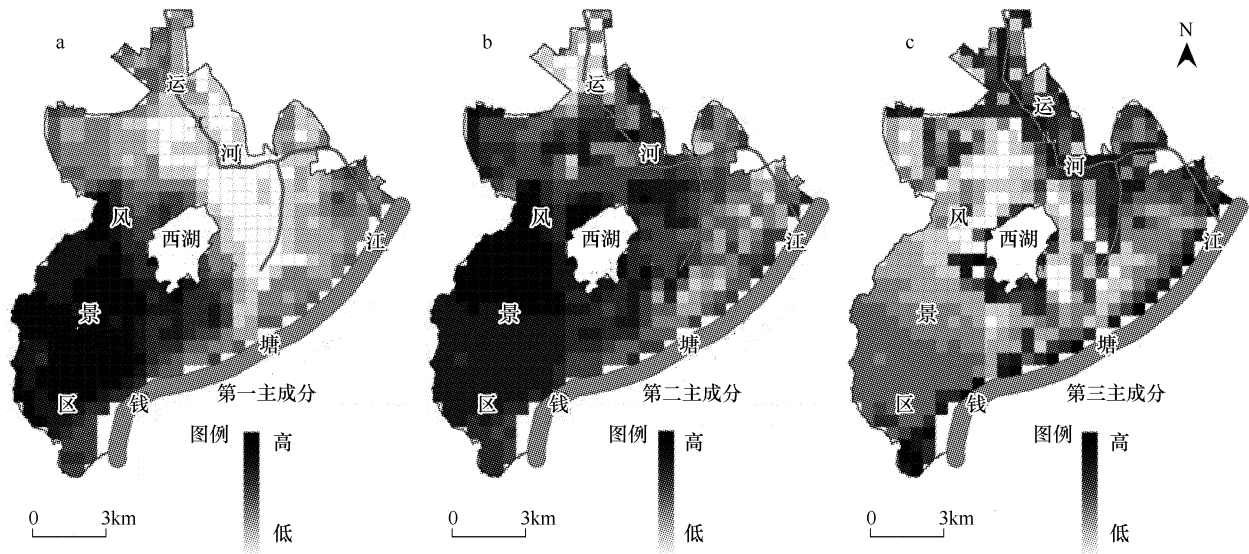 a
运
河
风
西湖
江
景
塘
区
钱
第一主成分
图例
高
低
0
3km
b
运
河
风
西湖
江
景
塘
区
钱
第二主成分
图例
高
低
0
3km
c
N
运
河
风
西湖
江
景
塘
区
钱
第三主成分
图例
高
低
0
3km